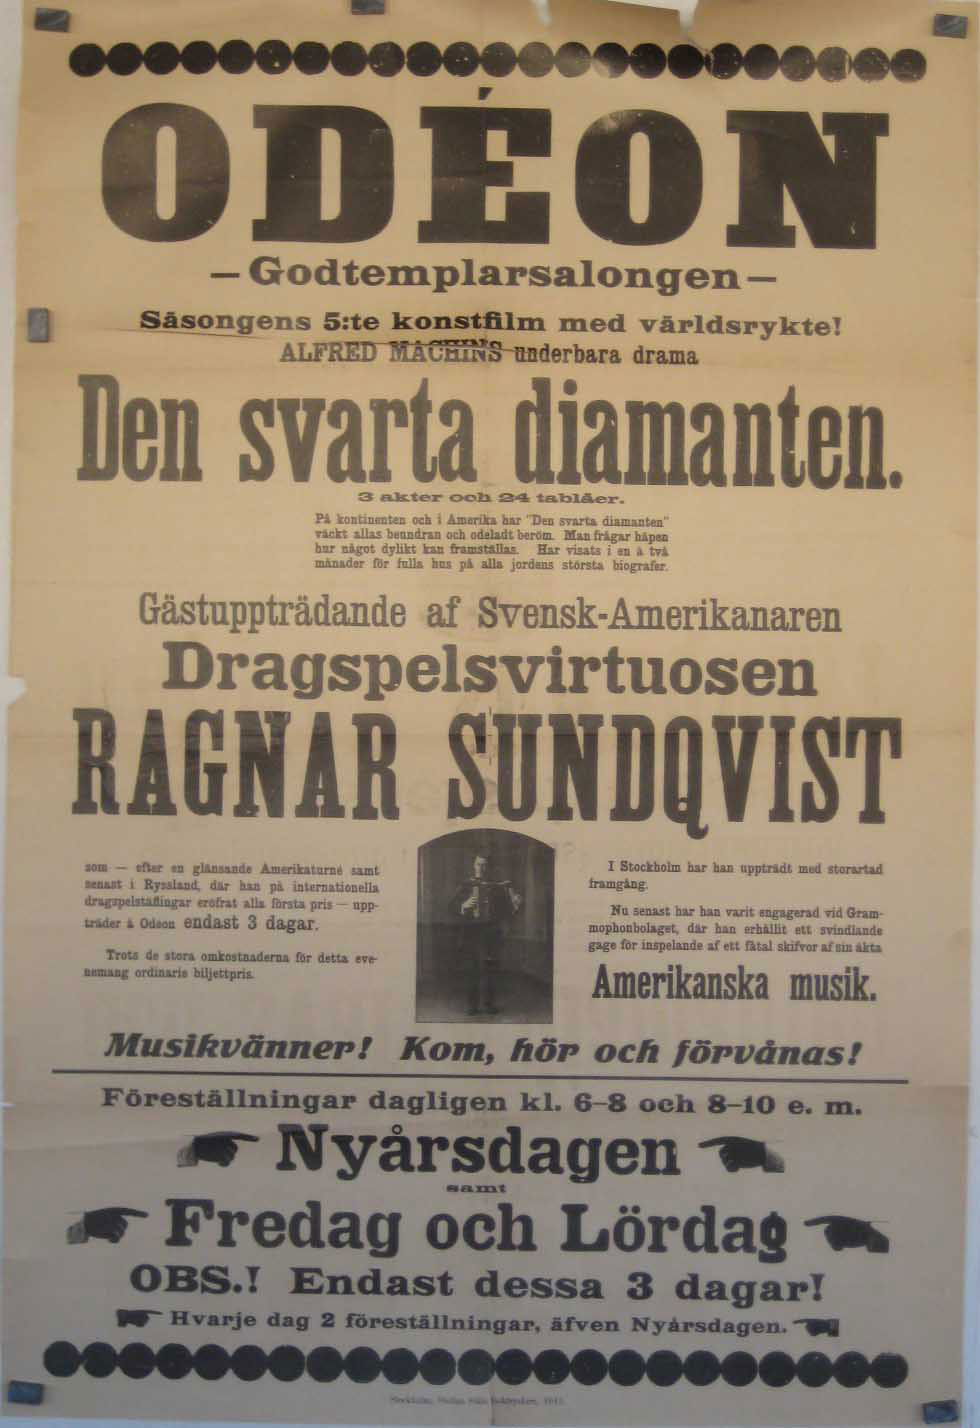 ODÉON
— Godtemplarsalongen —
Säsongens 5:te konstfilm med världsrykte!
ALFRED MACHINS underbara drama
Den svarta diamanten.
3 akter och 24 tablåer.
På kontinenten och i Amerika har "Den svarta diamanten"
väckt allas beundran och odeladt beröm. Man frågar häpen
hur något dylikt kan framställas. Har visats i en à två
månader för fulla hus på alla jordens största biografer.
Gästuppträdande af Svensk-Amerikanaren
Dragspelsvirtuosen
RAGNAR SUNDQVIST
som — efter en glänsande Amerikaturné samt
senast i Ryssland, där han på internationella
dragspelstäflingar eröfrat alla första pris — upp-
träder å Odeon endast 3 dagar.
Trots de stora omkostnaderna för detta eve-
nemang ordinarie biljettpris.
I Stockholm har han uppträdt med storartad
framgång.
Nu senast har han varit engagerad vid Gram-
mophonbolaget, där han erhållit ett svindlande
gage för inspelande af ett fåtal skifvor af sin äkta
Amerikanska musik.
Musikvänner! Kom, hör och förvånas!
Föreställningar dagligen kl. 6–8 och 8–10 e. m.
Nyårsdagen
samt
Fredag och Lördag
OBS.! Endast dessa 3 dagar!
Hvarje dag 2 föreställningar, äfven Nyårsdagen.
Stockholm,